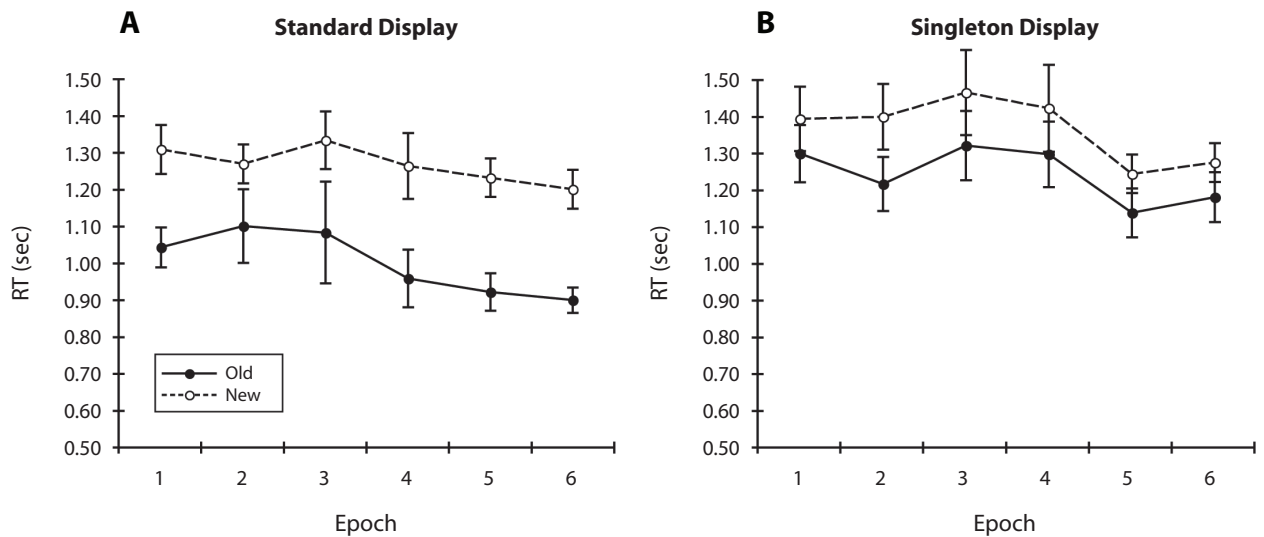 A
Standard Display
1.50
1.40
1.30
1.20
1.10
1.00
0.90
0.80
0.70
0.60
0.50
RT (sec)
Old
New
1 2 3 4 5 6
Epoch
B
Singleton Display
1.50
1.40
1.30
1.20
1.10
1.00
0.90
0.80
0.70
0.60
0.50
RT (sec)
1 2 3 4 5 6
Epoch